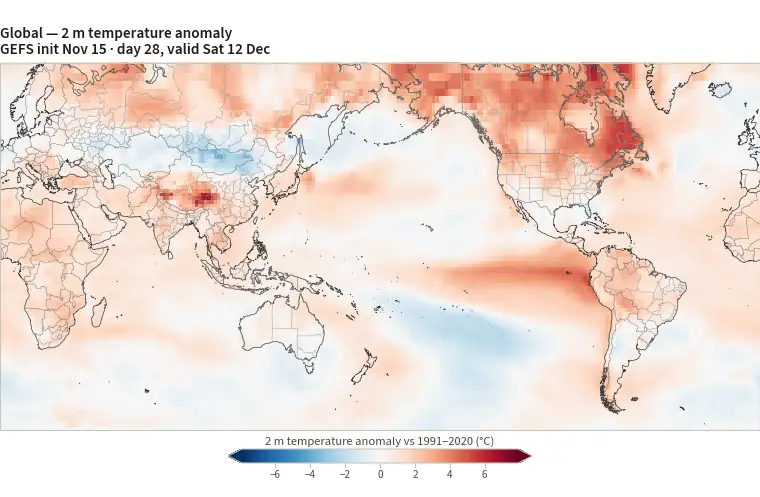 Global — 2 m temperature anomaly
GEFS init Nov 15 · day 28, valid Sat 12 Dec
2 m temperature anomaly vs 1991–2020 (°C)
−6 −4 −2 0 2 4 6